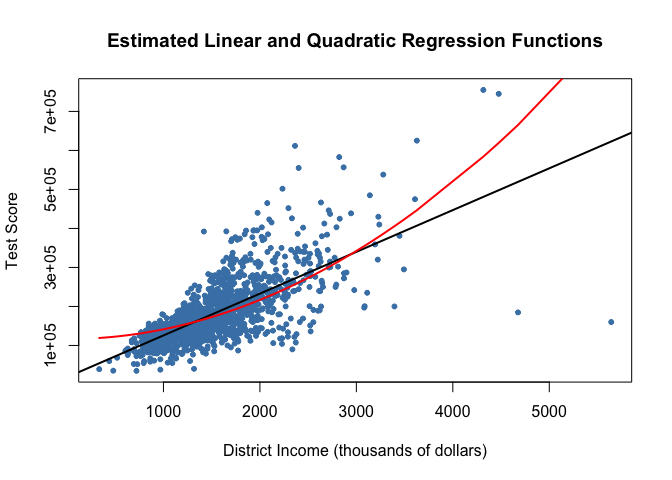 Estimated Linear and Quadratic Regression Functions
Test Score
7e+05
5e+05
3e+05
1e+05
1000 2000 3000 4000 5000
District Income (thousands of dollars)